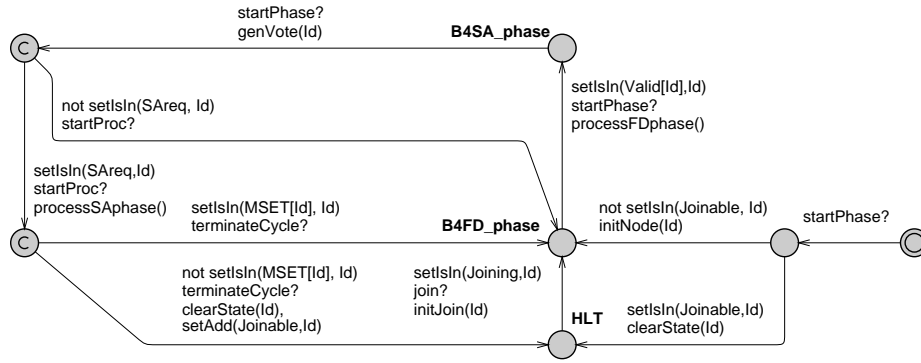 startPhase?
genVote(Id)
B4SA_phase
C
setIsIn(Valid[Id],Id)
startPhase?
processFDphase()
not setIsIn(SAreq, Id)
startProc?
setIsIn(SAreq,Id)
startProc?
processSAphase()
setIsIn(MSET[Id], Id)
terminateCycle?
B4FD_phase
not setIsIn(Joinable, Id)
initNode(Id)
startPhase?
C
not setIsIn(MSET[Id], Id)
terminateCycle?
clearState(Id),
setAdd(Joinable,Id)
setIsIn(Joining,Id)
join?
initJoin(Id)
HLT
setIsIn(Joinable,Id)
clearState(Id)